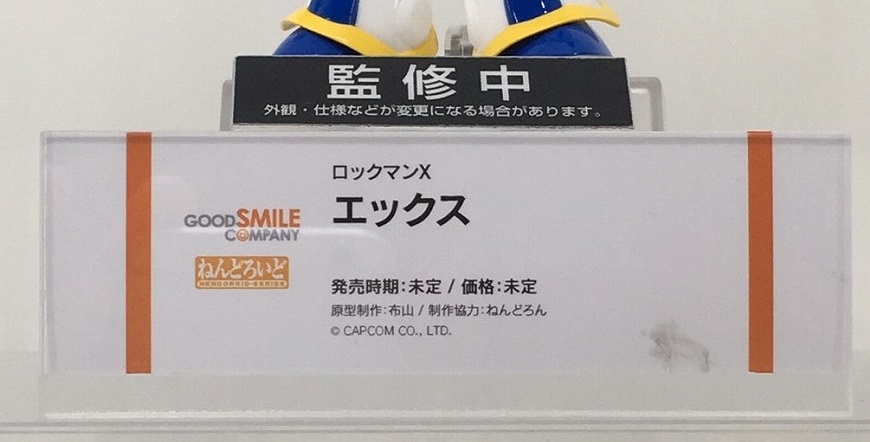 監修中
外観・仕様などが変更になる場合があります。
ロックマンX
エックス
GOOD SMILE
COMPANY
ねんどろいど
NENDOROID-SERIES
発売時期:未定 / 価格:未定
原型制作:布山 / 制作協力:ねんどろん
© CAPCOM CO., LTD.